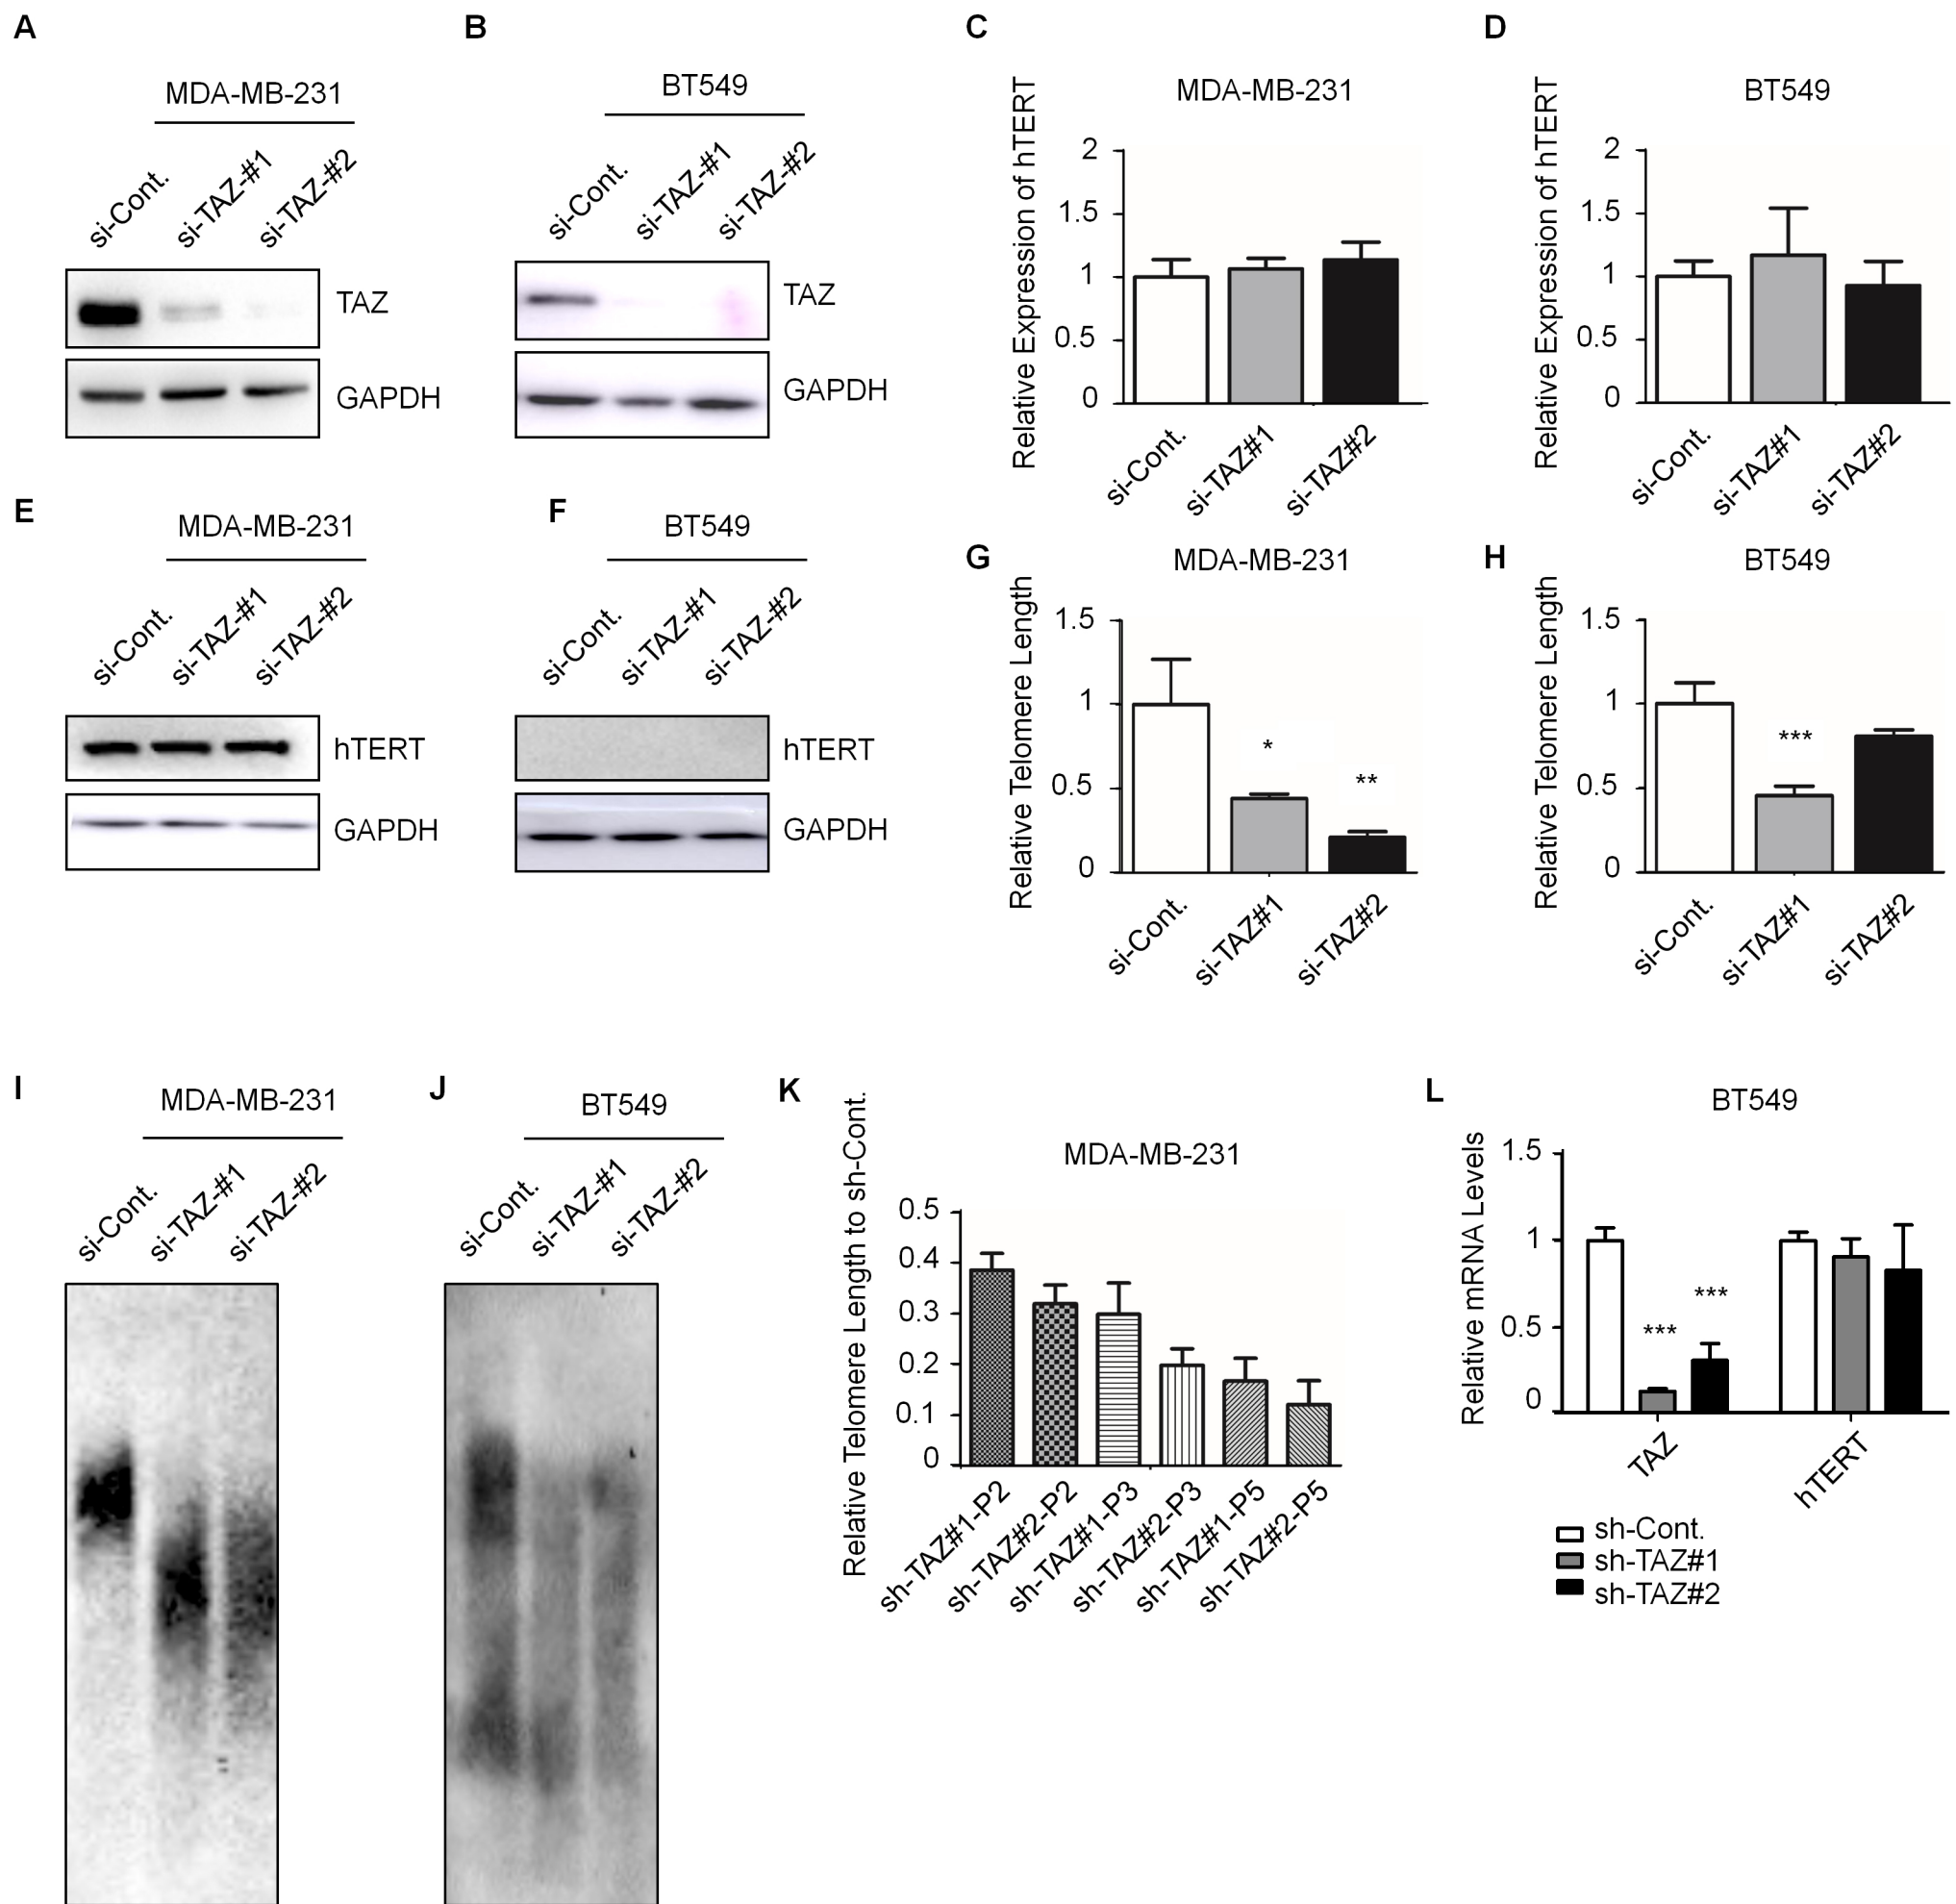 A
MDA-MB-231
si-Cont.
si-TAZ-#1
si-TAZ-#2
TAZ
GAPDH
B
BT549
si-Cont.
si-TAZ-#1
si-TAZ-#2
TAZ
GAPDH
C
MDA-MB-231
Relative Expression of hTERT
2
1.5
1
0.5
0
si-Cont.
si-TAZ#1
si-TAZ#2
D
BT549
Relative Expression of hTERT
2
1.5
1
0.5
0
si-Cont.
si-TAZ#1
si-TAZ#2
E
MDA-MB-231
si-Cont.
si-TAZ-#1
si-TAZ-#2
hTERT
GAPDH
F
BT549
si-Cont.
si-TAZ-#1
si-TAZ-#2
hTERT
GAPDH
G
MDA-MB-231
Relative Telomere Length
1.5
1
0.5
0
*
**
si-Cont.
si-TAZ#1
si-TAZ#2
H
BT549
Relative Telomere Length
1.5
1
0.5
0
***
si-Cont.
si-TAZ#1
si-TAZ#2
I
MDA-MB-231
si-Cont.
si-TAZ-#1
si-TAZ-#2
J
BT549
si-Cont.
si-TAZ-#1
si-TAZ-#2
K
MDA-MB-231
Relative Telomere Length to sh-Cont.
0.5
0.4
0.3
0.2
0.1
0
sh-TAZ#1-P2
sh-TAZ#2-P2
sh-TAZ#1-P3
sh-TAZ#2-P3
sh-TAZ#1-P5
sh-TAZ#2-P5
L
BT549
Relative mRNA Levels
1.5
1
0.5
0
***
***
TAZ
hTERT
sh-Cont.
sh-TAZ#1
sh-TAZ#2